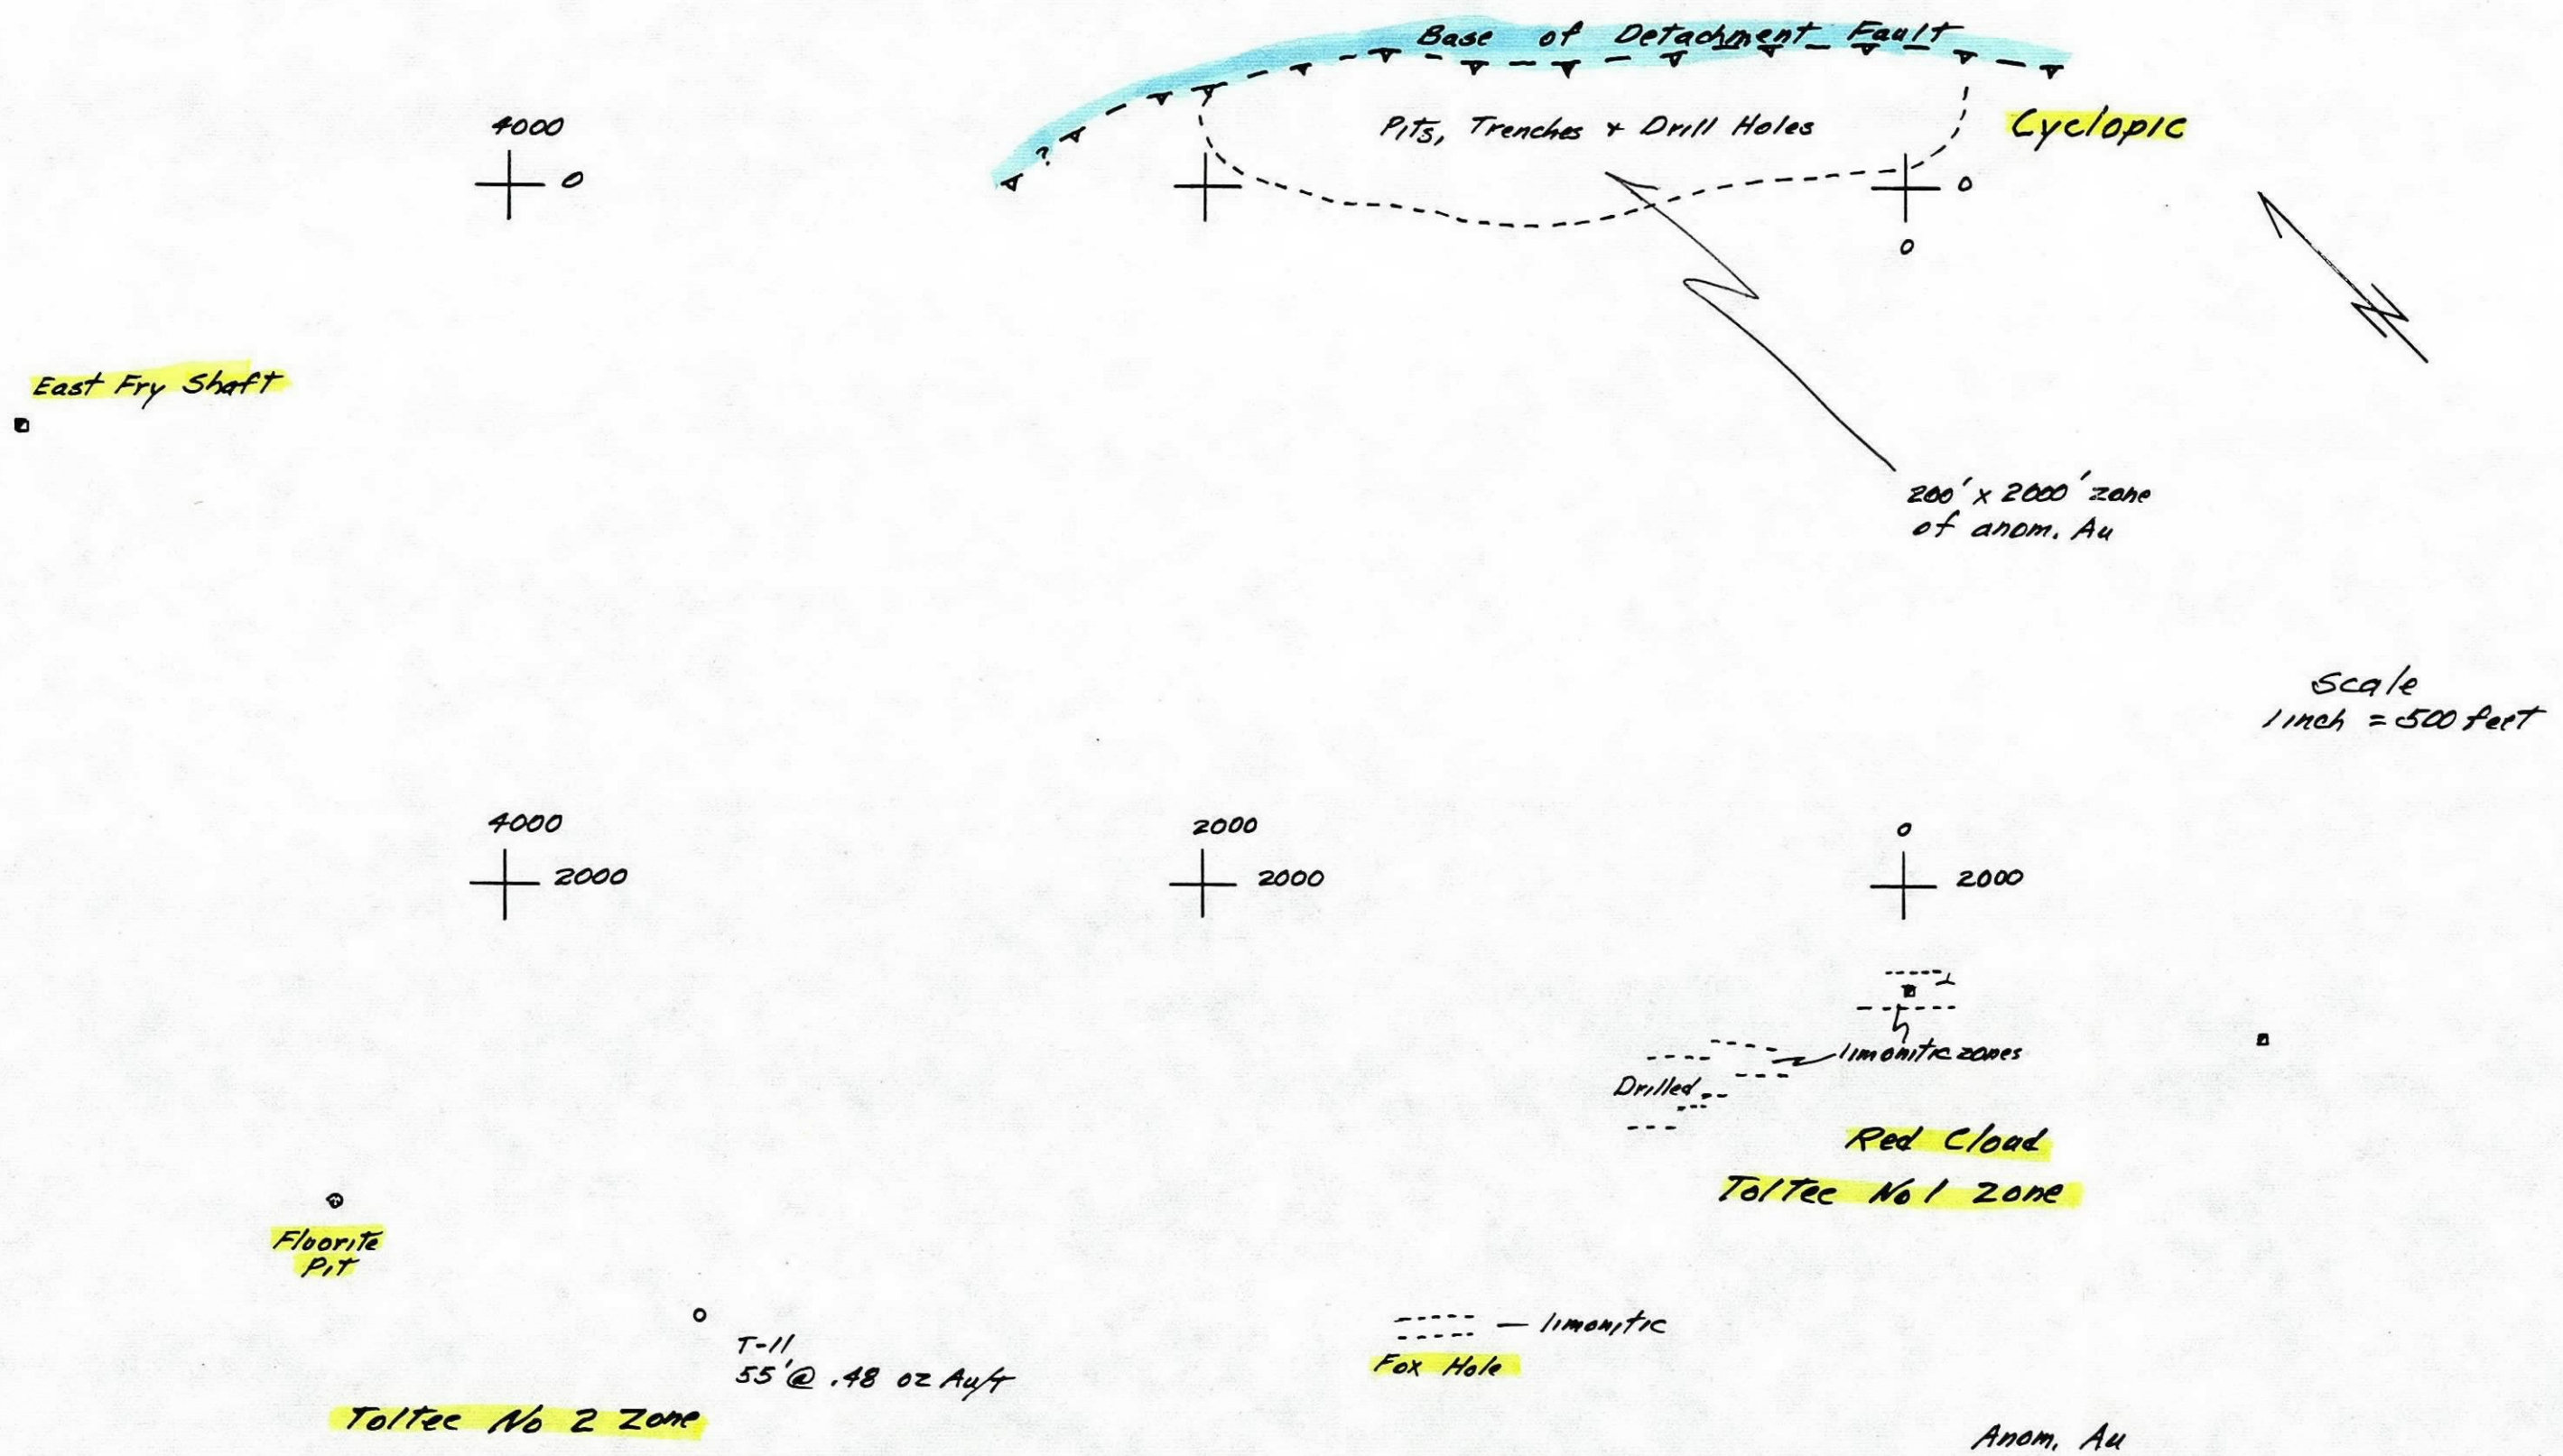 Base of Detachment Fault
4000
0
Pits, Trenches + Drill Holes
Cyclopic
?
0
0
East Fry Shaft
200' x 2000' zone
of anom. Au
Scale
1 inch = 500 feet
4000
2000
2000
2000
0
2000
limonitic zones
Drilled
Red Cloud
Toltec No 1 Zone
Fluorite
Pit
T-11
55' @ .48 oz Au/T
limonitic
Fox Hole
Toltec No 2 Zone
Anom. Au